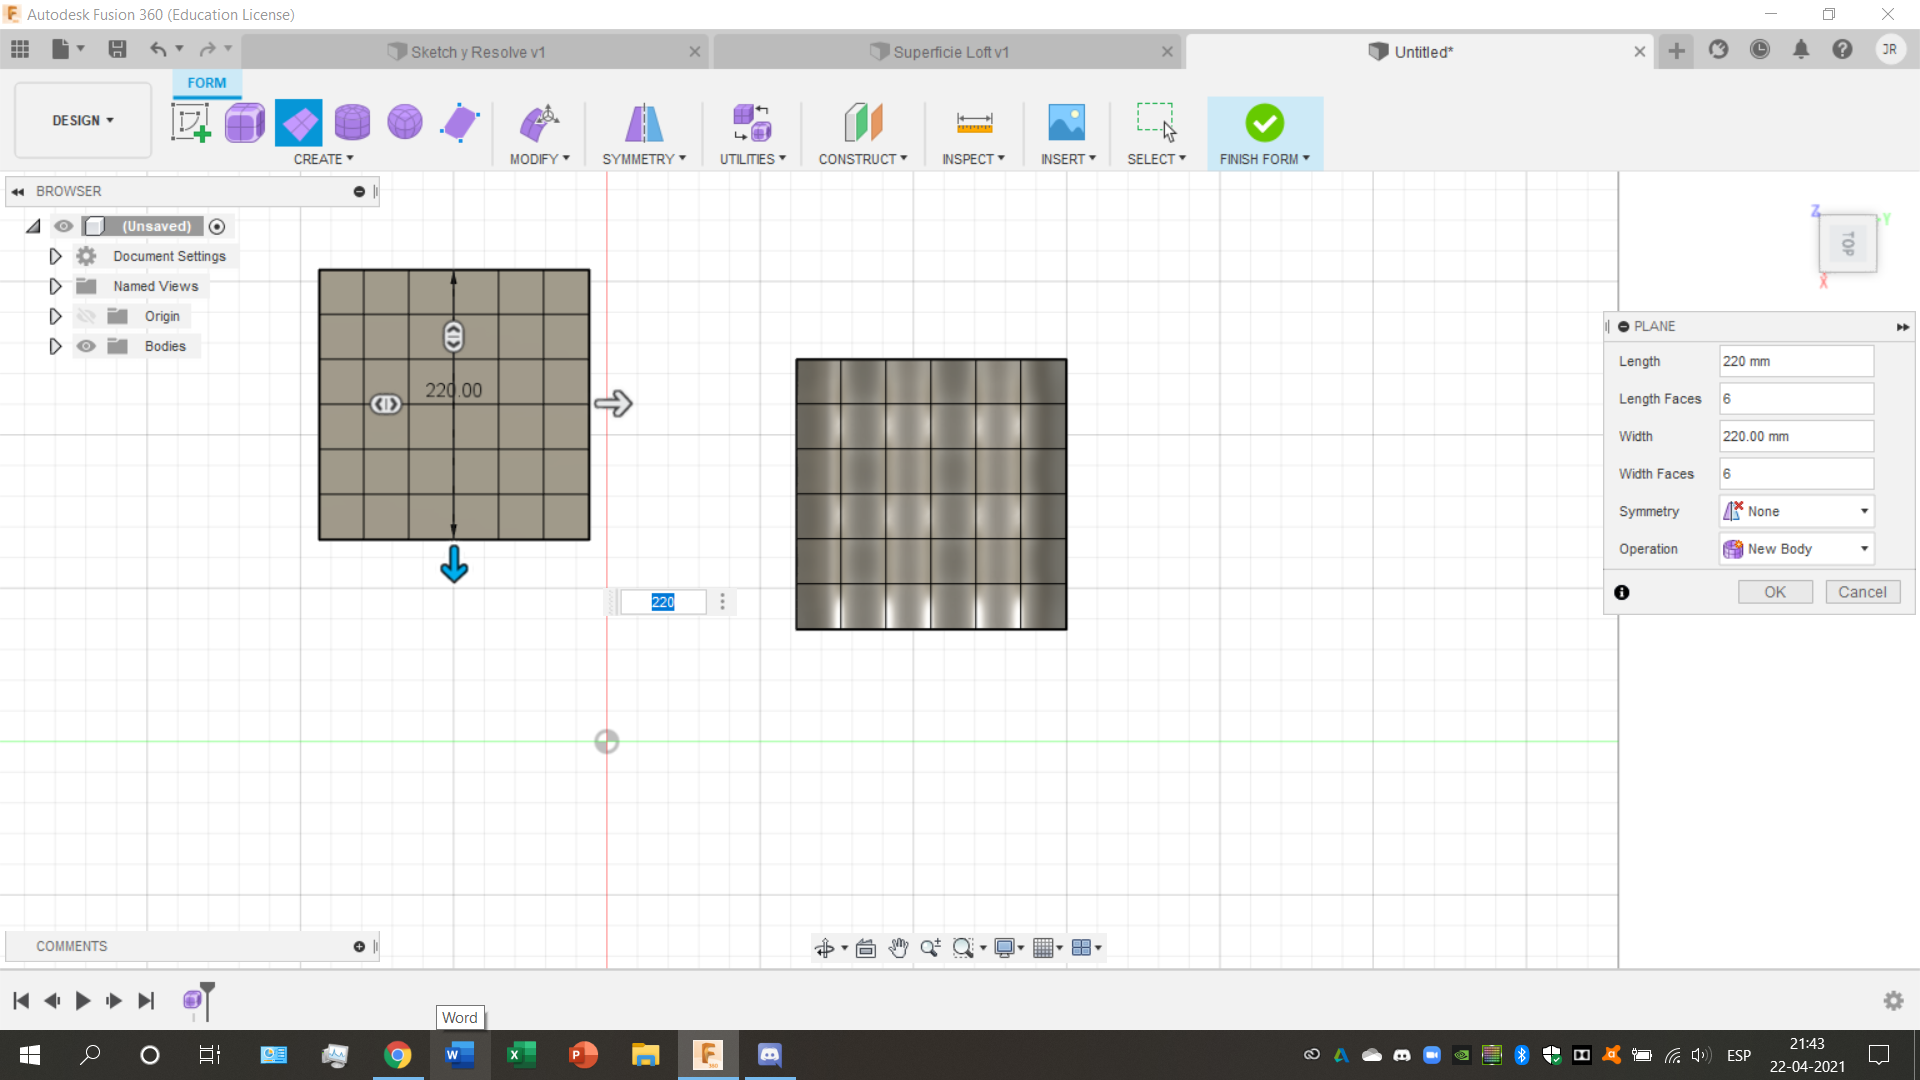 Autodesk Fusion 360 (Education License)
Sketch y Resolve v1
Superficie Loft v1
Untitled*
JR
FORM
DESIGN
CREATE
MODIFY
SYMMETRY
UTILITIES
CONSTRUCT
INSPECT
INSERT
SELECT
FINISH FORM
BROWSER
(Unsaved)
Document Settings
Named Views
Origin
Bodies
220.00
220
Z
Y
TOP
X
PLANE
Length 220 mm
Length Faces 6
Width 220.00 mm
Width Faces 6
Symmetry None
Operation New Body
OK Cancel
COMMENTS
Word
ESP
21:43
22-04-2021